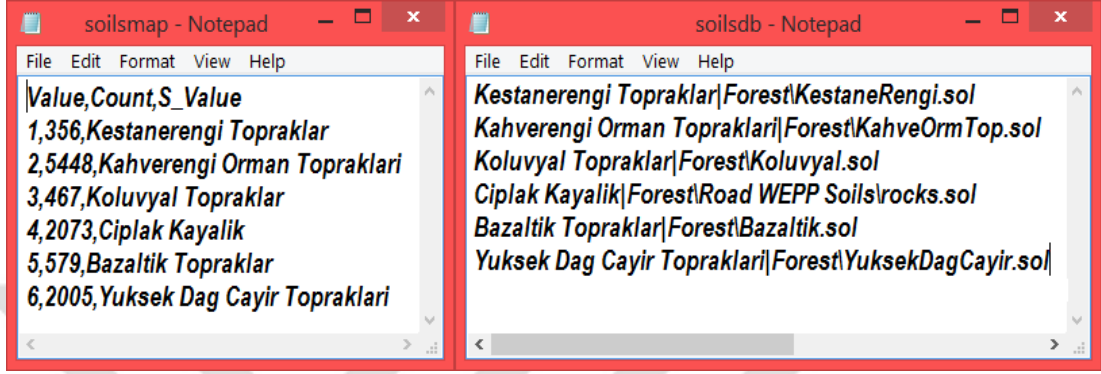 soilsmap - Notepad
File Edit Format View Help
Value,Count,S_Value
1,356,Kestanerengi Topraklar
2,5448,Kahverengi Orman Topraklari
3,467,Koluvyal Topraklar
4,2073,Ciplak Kayalik
5,579,Bazaltik Topraklar
6,2005,Yuksek Dag Cayir Topraklari
soilsdb - Notepad
File Edit Format View Help
Kestanerengi Topraklar|Forest\KestaneRengi.sol
Kahverengi Orman Topraklari|Forest\KahveOrmTop.sol
Koluvyal Topraklar|Forest\Koluvyal.sol
Ciplak Kayalik|Forest\Road WEPP Soils\rocks.sol
Bazaltik Topraklar|Forest\Bazaltik.sol
Yuksek Dag Cayir Topraklari|Forest\YuksekDagCayir.sol